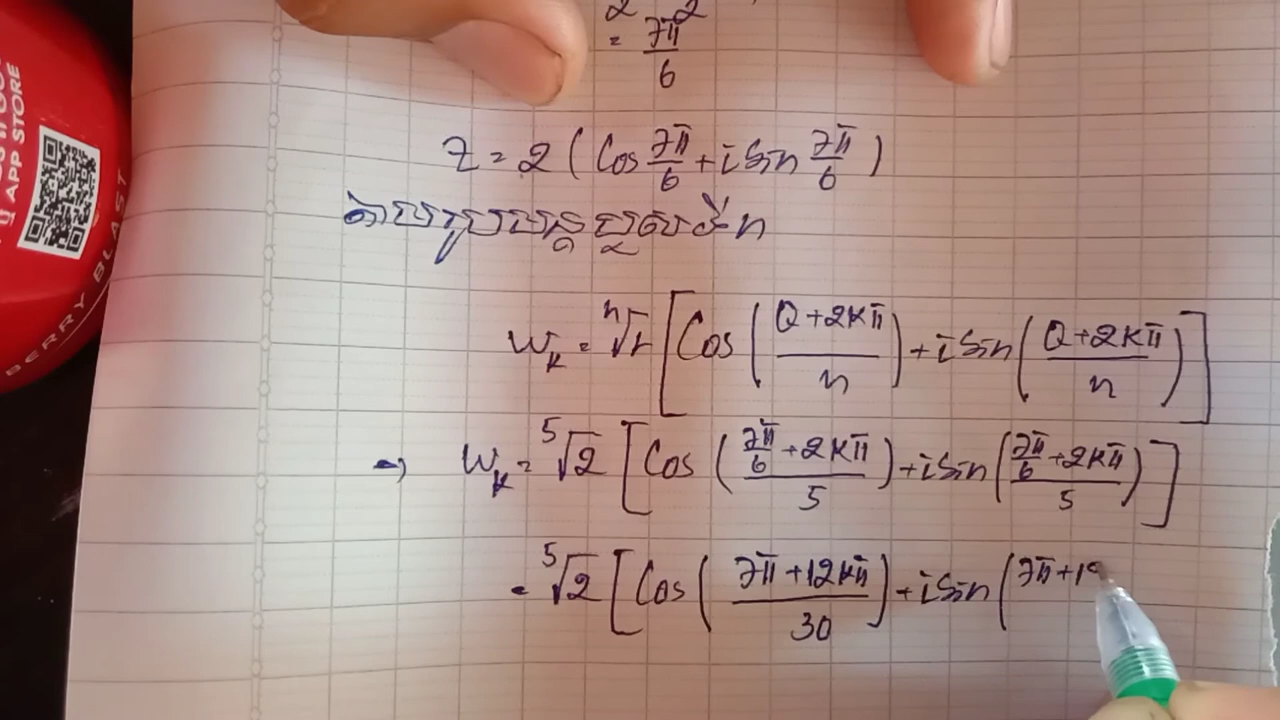 = 7π/6
Z = 2 ( Cos 7π/6 + i Sin 7π/6 )
តាមរូបមន្តឬសទី n
W_k = ⁿ√r [ Cos ( (θ + 2kπ)/n ) + i Sin ( (θ + 2kπ)/n ) ]
⇒ W_k = ⁵√2 [ Cos ( (7π/6 + 2kπ)/5 ) + i Sin ( (7π/6 + 2kπ)/5 ) ]
= ⁵√2 [ Cos ( (7π + 12kπ)/30 ) + i Sin ( 7π + 1
APP STORE
BERRY BLAST